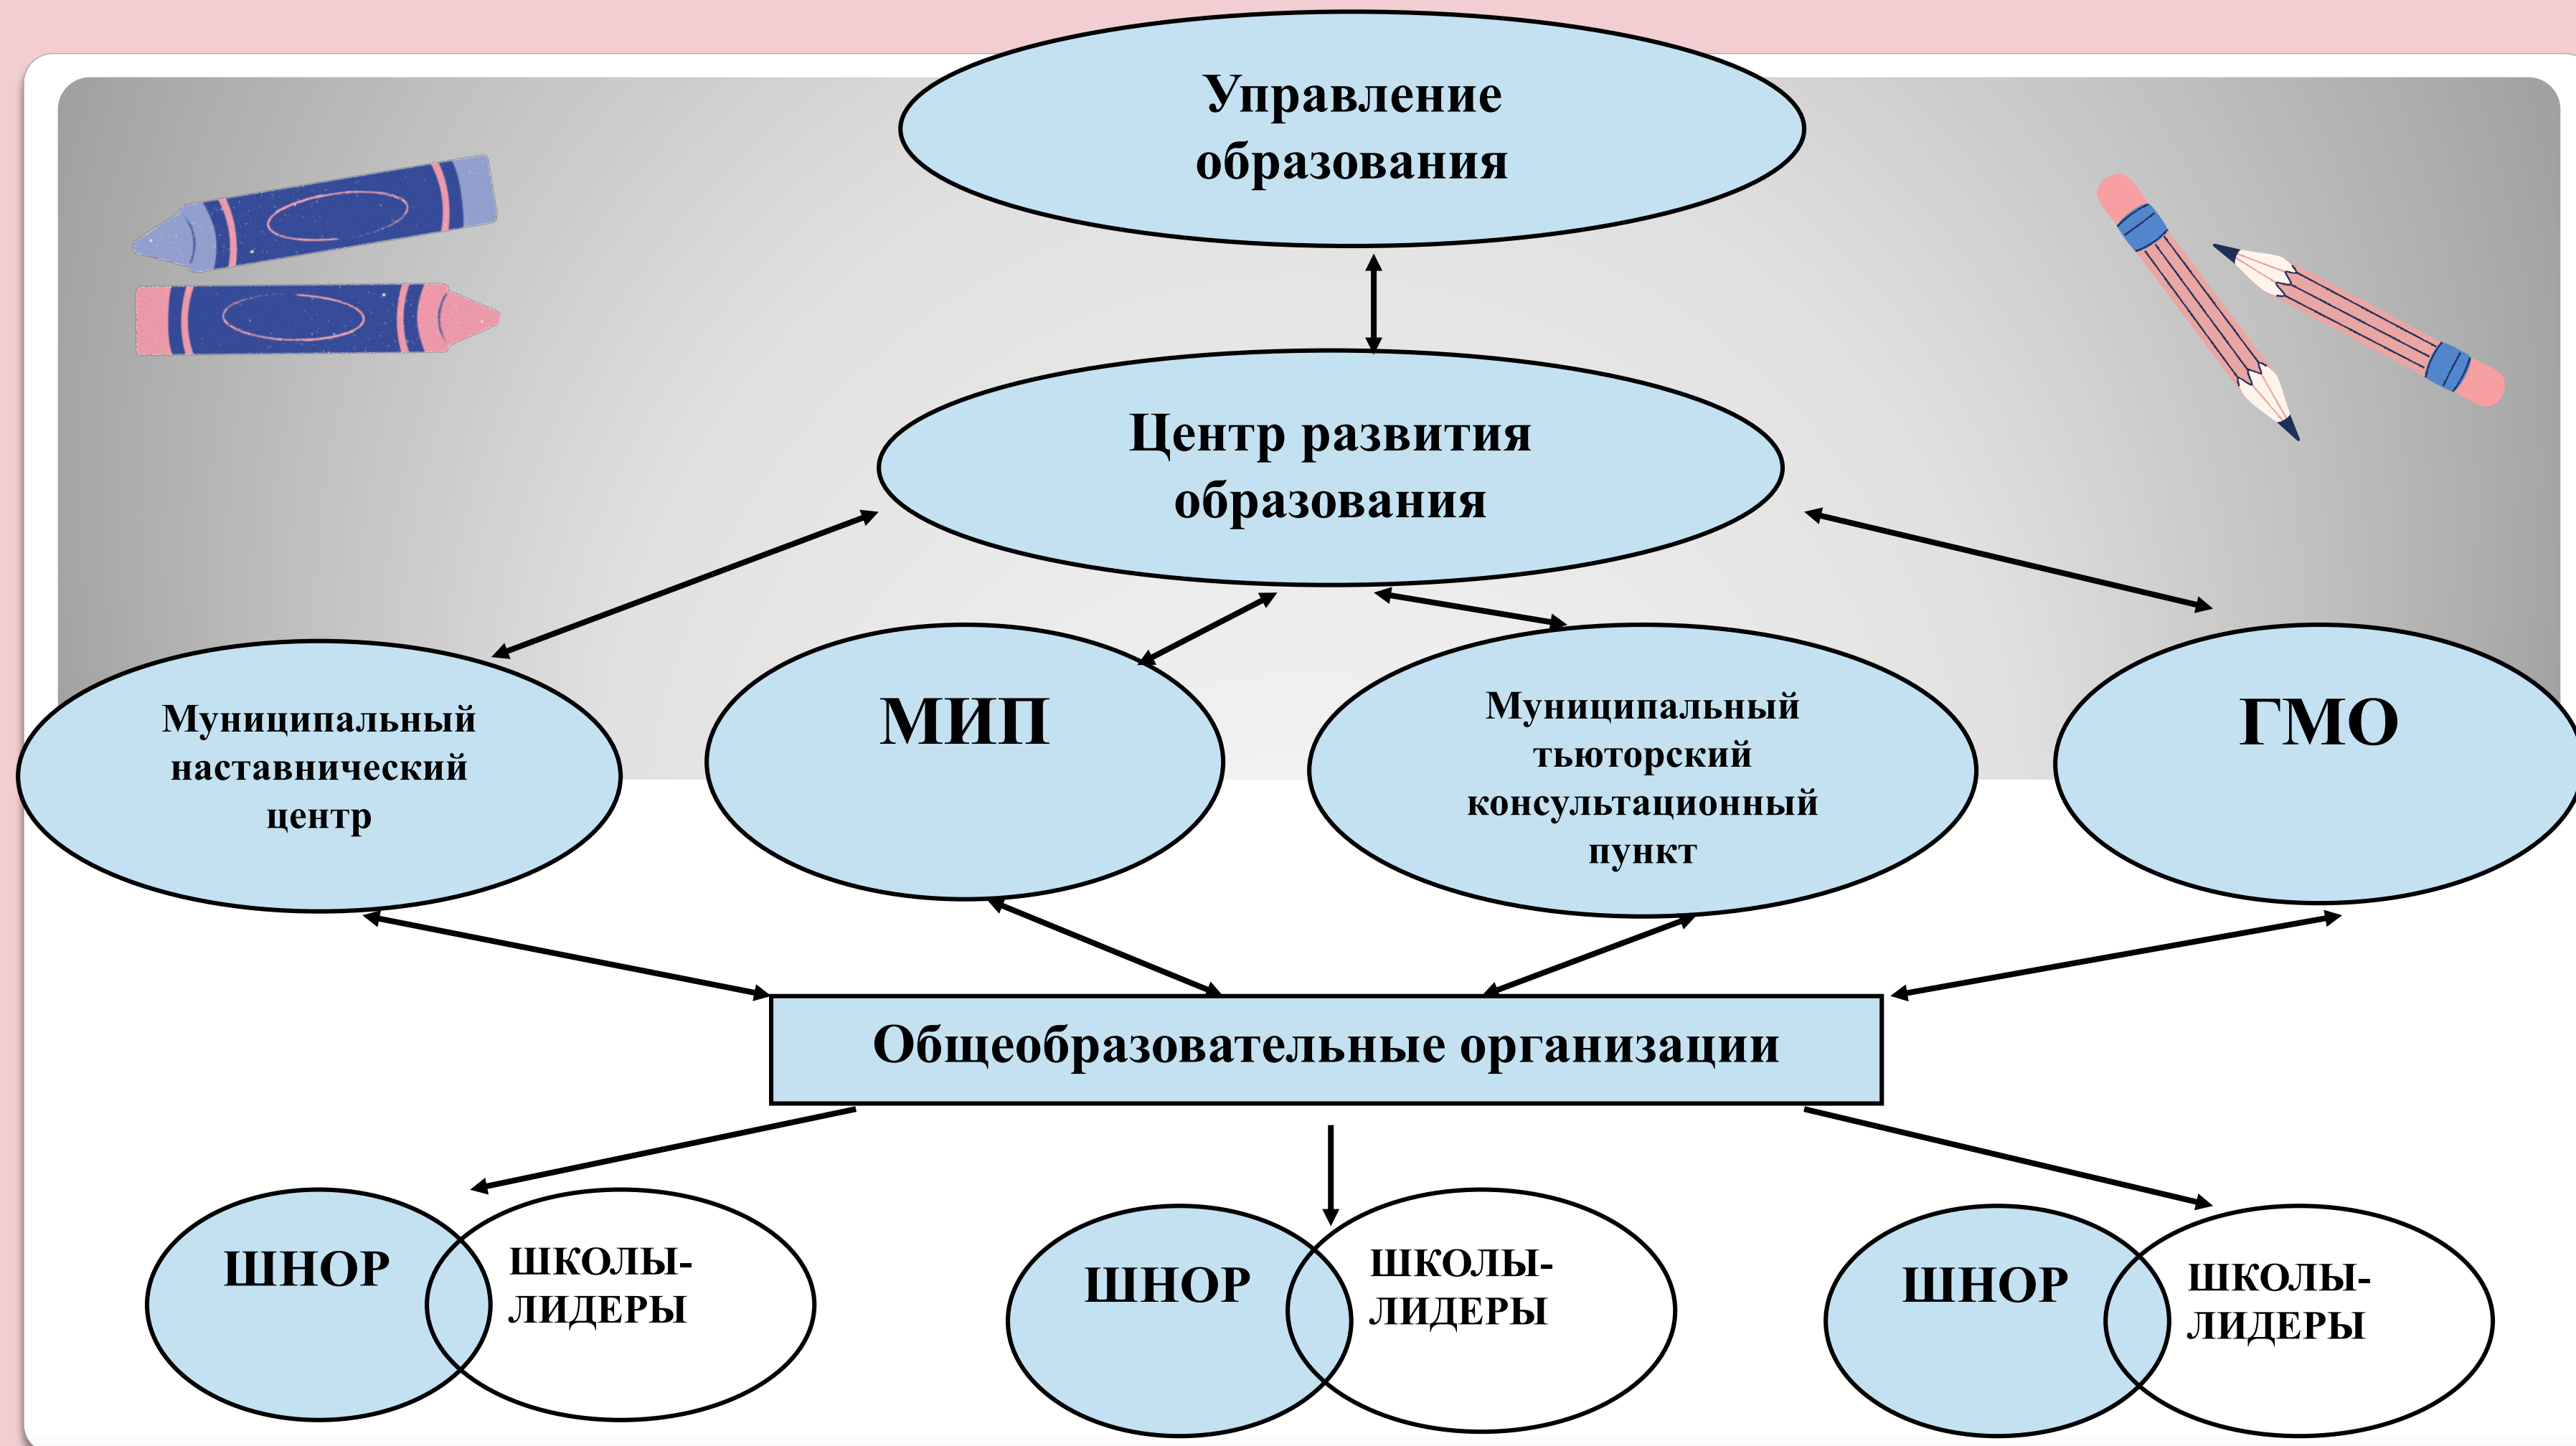 Управление
образования
Центр развития
образования
Муниципальный
наставнический
центр
МИП
Муниципальный
тьюторский
консультационный
пункт
ГМО
Общеобразовательные организации
ШНОР
ШКОЛЫ-
ЛИДЕРЫ
ШНОР
ШКОЛЫ-
ЛИДЕРЫ
ШНОР
ШКОЛЫ-
ЛИДЕРЫ